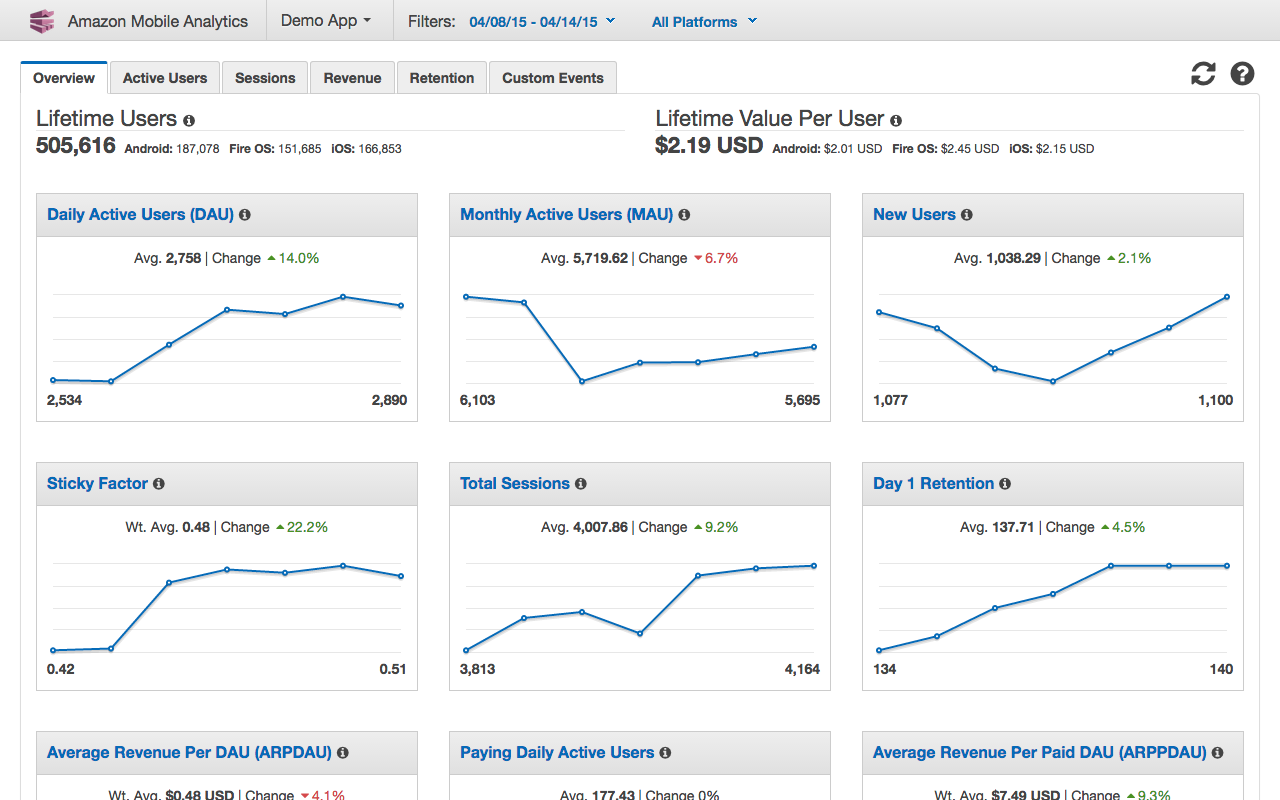 Amazon Mobile Analytics Demo App Filters: 04/08/15 - 04/14/15 All Platforms
Overview Active Users Sessions Revenue Retention Custom Events
Lifetime Users
505,616 Android: 187,078 Fire OS: 151,685 iOS: 166,853
Lifetime Value Per User
$2.19 USD Android: $2.01 USD Fire OS: $2.45 USD iOS: $2.15 USD
Daily Active Users (DAU)
Avg. 2,758 | Change 14.0%
2,534 2,890
Monthly Active Users (MAU)
Avg. 5,719.62 | Change 6.7%
6,103 5,695
New Users
Avg. 1,038.29 | Change 2.1%
1,077 1,100
Sticky Factor
Wt. Avg. 0.48 | Change 22.2%
0.42 0.51
Total Sessions
Avg. 4,007.86 | Change 9.2%
3,813 4,164
Day 1 Retention
Avg. 137.71 | Change 4.5%
134 140
Average Revenue Per DAU (ARPDAU)
Wt. Avg. $0.48 USD | Change 4.1%
Paying Daily Active Users
Avg. 177.43 | Change 0%
Average Revenue Per Paid DAU (ARPPDAU)
Wt. Avg. $7.49 USD | Change 9.3%